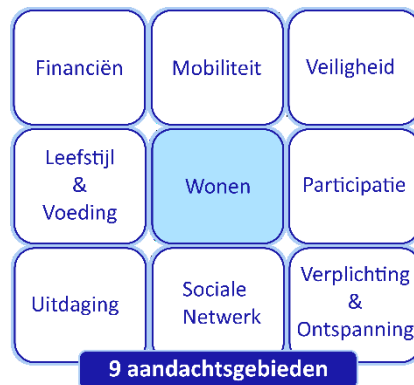 Financiën
Mobiliteit
Veiligheid
Leefstijl
&
Voeding
Wonen
Participatie
Uitdaging
Sociale
Netwerk
Verplichting
&
Ontspanning
9 aandachtsgebieden